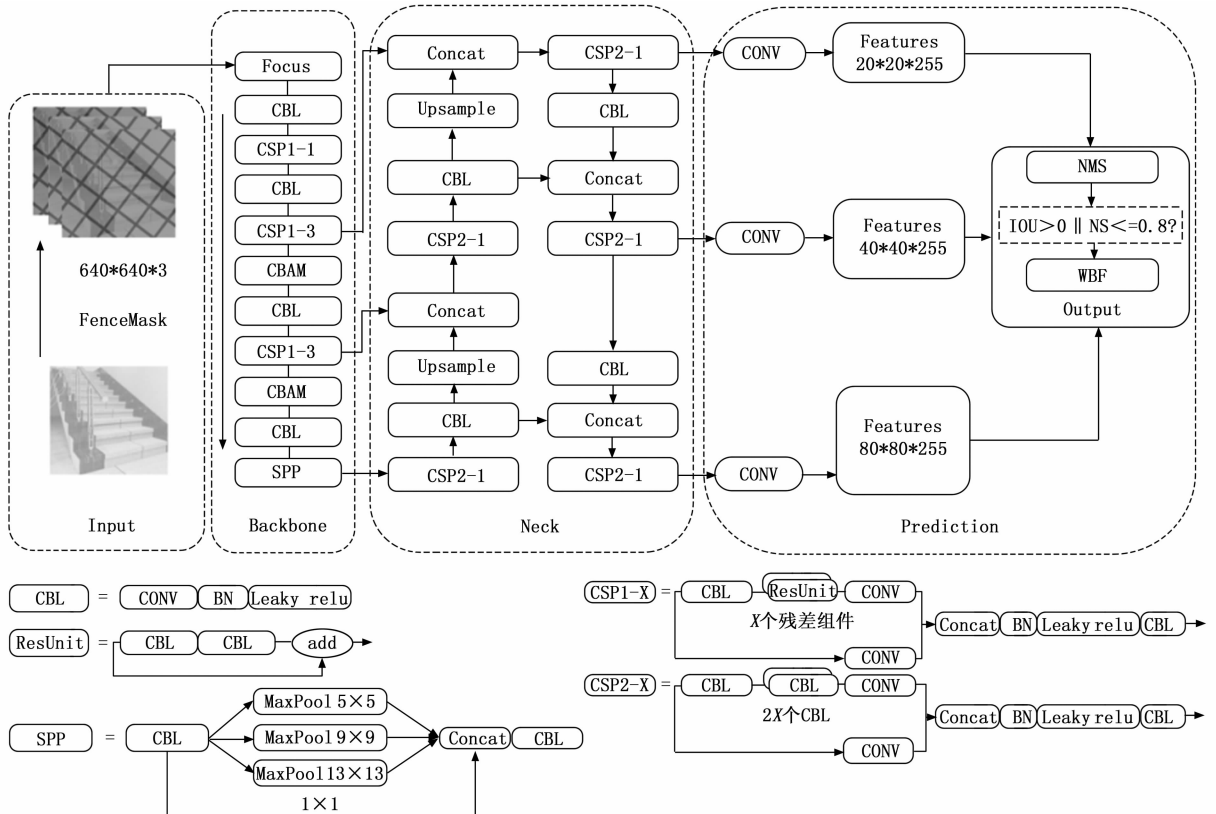 640*640*3
FenceMask
Input
Focus
CBL
CSP1-1
CBL
CSP1-3
CBAM
CBL
CSP1-3
CBAM
CBL
SPP
Backbone
Concat
Upsample
CBL
CSP2-1
Concat
Upsample
CBL
CSP2-1
CSP2-1
CBL
Concat
CSP2-1
CBL
Concat
CSP2-1
Neck
CONV
Features
20*20*255
CONV
Features
40*40*255
CONV
Features
80*80*255
NMS
IOU>0 ‖ NS<=0.8?
WBF
Output
Prediction
CBL = CONV BN Leaky relu
ResUnit = CBL CBL add
SPP = CBL
MaxPool 5×5
MaxPool 9×9
MaxPool 13×13
1×1
Concat CBL
CSP1-X = CBL ResUnit CONV
X个残差组件
CONV
Concat BN Leaky relu CBL
CSP2-X = CBL CBL CONV
2X个CBL
CONV
Concat BN Leaky relu CBL